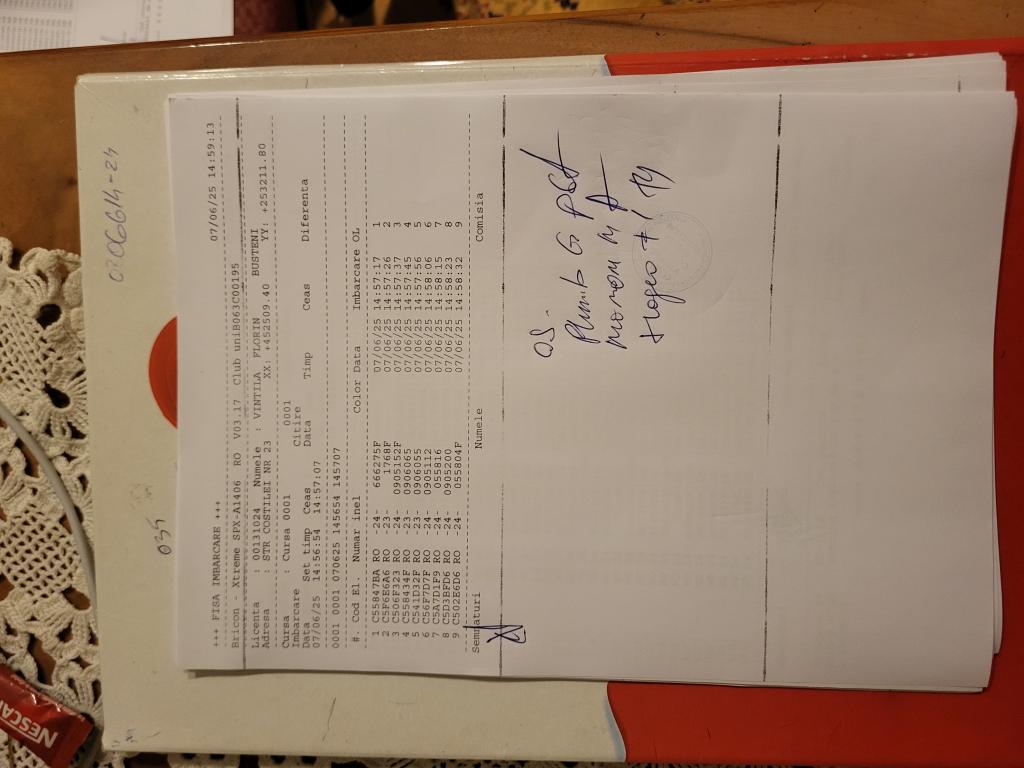 +++ FISA IMBARCARE +++ 07/06/25 14:59:13
Bricon - Xtreme SPX-A1406 RO V03.17 Club uniB063C00195
Licenta : 00131024 Numele : VINTILA FLORIN BUSTENI
Adresa : STR COSTILEI NR 23 XX: +452509.40 YY: +253211.80
Cursa : Cursa 0001 0001
Imbarcare Citire
Data Set timp Ceas Data Timp Ceas Diferenta
07/06/25 14:56:54 14:57:07
0001 0001 070625 145654 145707
#. Cod El. Numar inel Color Data Imbarcare OL
1 C55847BA RO -24- 666275F 07/06/25 14:57:17 1
2 C5F6E6A6 RO -23- 1768F 07/06/25 14:57:26 2
3 C506F323 RO -24- 0905152F 07/06/25 14:57:37 3
4 C558434F RO -23- 0906065 07/06/25 14:57:45 4
5 C541D32F RO -23- 0906055 07/06/25 14:57:56 5
6 C56F7D7F RO -24- 0905112 07/06/25 14:58:06 6
7 C5A7D1F9 RO -24- 055816 07/06/25 14:58:15 7
8 C5D3BFD6 RO -24- 0905200 07/06/25 14:58:23 8
9 C502E6D6 RO -24- 055804F 07/06/25 14:58:32 9
Semnaturi Numele Comisia
035
NESCAF